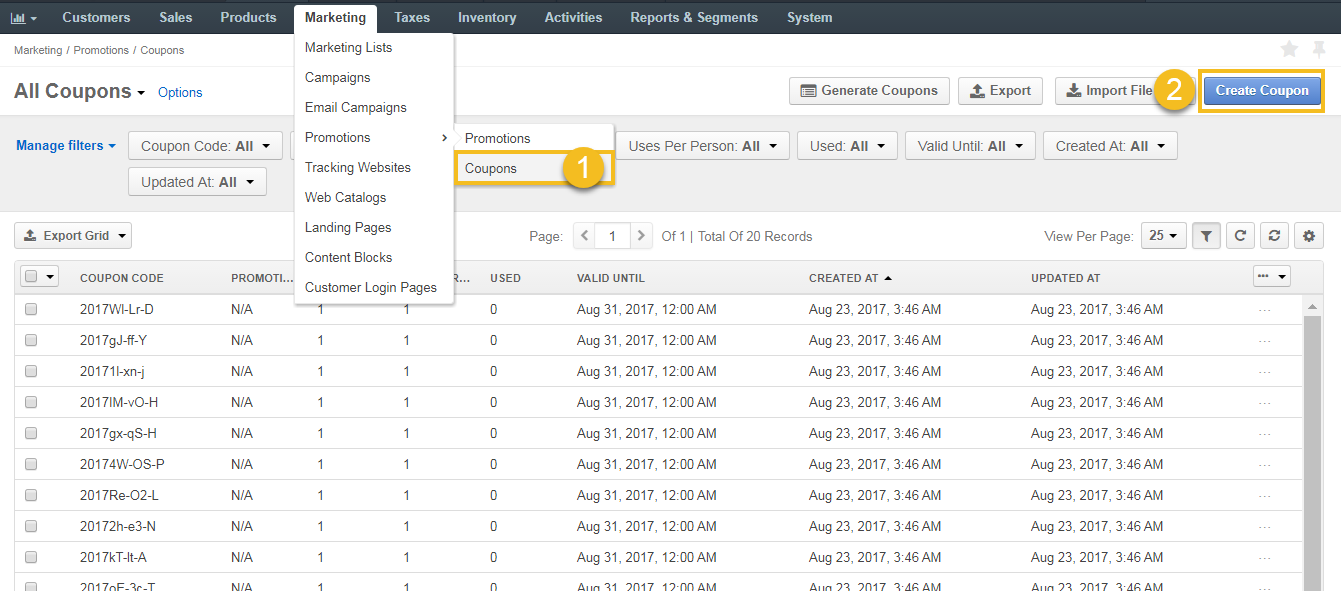 Customers Sales Products Marketing Taxes Inventory Activities Reports & Segments System
Marketing / Promotions / Coupons
All Coupons Options Generate Coupons Export Import File 2 Create Coupon
Marketing Lists
Campaigns
Email Campaigns
Promotions
Tracking Websites
Web Catalogs
Landing Pages
Content Blocks
Customer Login Pages
Promotions
Coupons 1
Manage filters Coupon Code: All Uses Per Person: All Used: All Valid Until: All Created At: All
Updated At: All
Export Grid Page: 1 Of 1 | Total Of 20 Records View Per Page: 25
COUPON CODE PROMOTI... R... USED VALID UNTIL CREATED AT UPDATED AT
2017WI-Lr-D N/A 1 1 0 Aug 31, 2017, 12:00 AM Aug 23, 2017, 3:46 AM Aug 23, 2017, 3:46 AM ...
2017gJ-ff-Y N/A 1 1 0 Aug 31, 2017, 12:00 AM Aug 23, 2017, 3:46 AM Aug 23, 2017, 3:46 AM ...
20171l-xn-j N/A 1 1 0 Aug 31, 2017, 12:00 AM Aug 23, 2017, 3:46 AM Aug 23, 2017, 3:46 AM ...
2017IM-vO-H N/A 1 1 0 Aug 31, 2017, 12:00 AM Aug 23, 2017, 3:46 AM Aug 23, 2017, 3:46 AM ...
2017gx-qS-H N/A 1 1 0 Aug 31, 2017, 12:00 AM Aug 23, 2017, 3:46 AM Aug 23, 2017, 3:46 AM ...
20174W-OS-P N/A 1 1 0 Aug 31, 2017, 12:00 AM Aug 23, 2017, 3:46 AM Aug 23, 2017, 3:46 AM ...
2017Re-O2-L N/A 1 1 0 Aug 31, 2017, 12:00 AM Aug 23, 2017, 3:46 AM Aug 23, 2017, 3:46 AM ...
20172h-e3-N N/A 1 1 0 Aug 31, 2017, 12:00 AM Aug 23, 2017, 3:46 AM Aug 23, 2017, 3:46 AM ...
2017kT-lt-A N/A 1 1 0 Aug 31, 2017, 12:00 AM Aug 23, 2017, 3:46 AM Aug 23, 2017, 3:46 AM ...
N/A 1 1 0 Aug 31, 2017, 12:00 AM Aug 23, 2017, 3:46 AM Aug 23, 2017, 3:46 AM